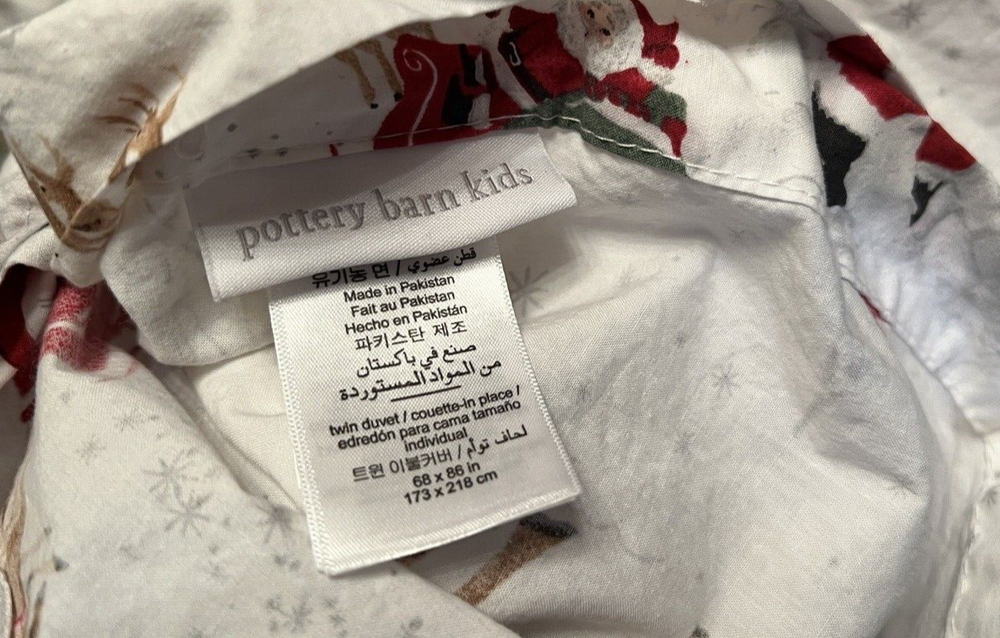 pottery barn kids
유기농 면 / قطن عضوي
Made in Pakistan
Fait au Pakistan
Hecho en Pakistán
파키스탄 제조
صنع في باكستان
من المواد المستوردة
twin duvet / couette-in place /
edredón para cama tamaño
individual
트윈 이불커버 / لحاف توأم
68 x 86 in
173 x 218 cm